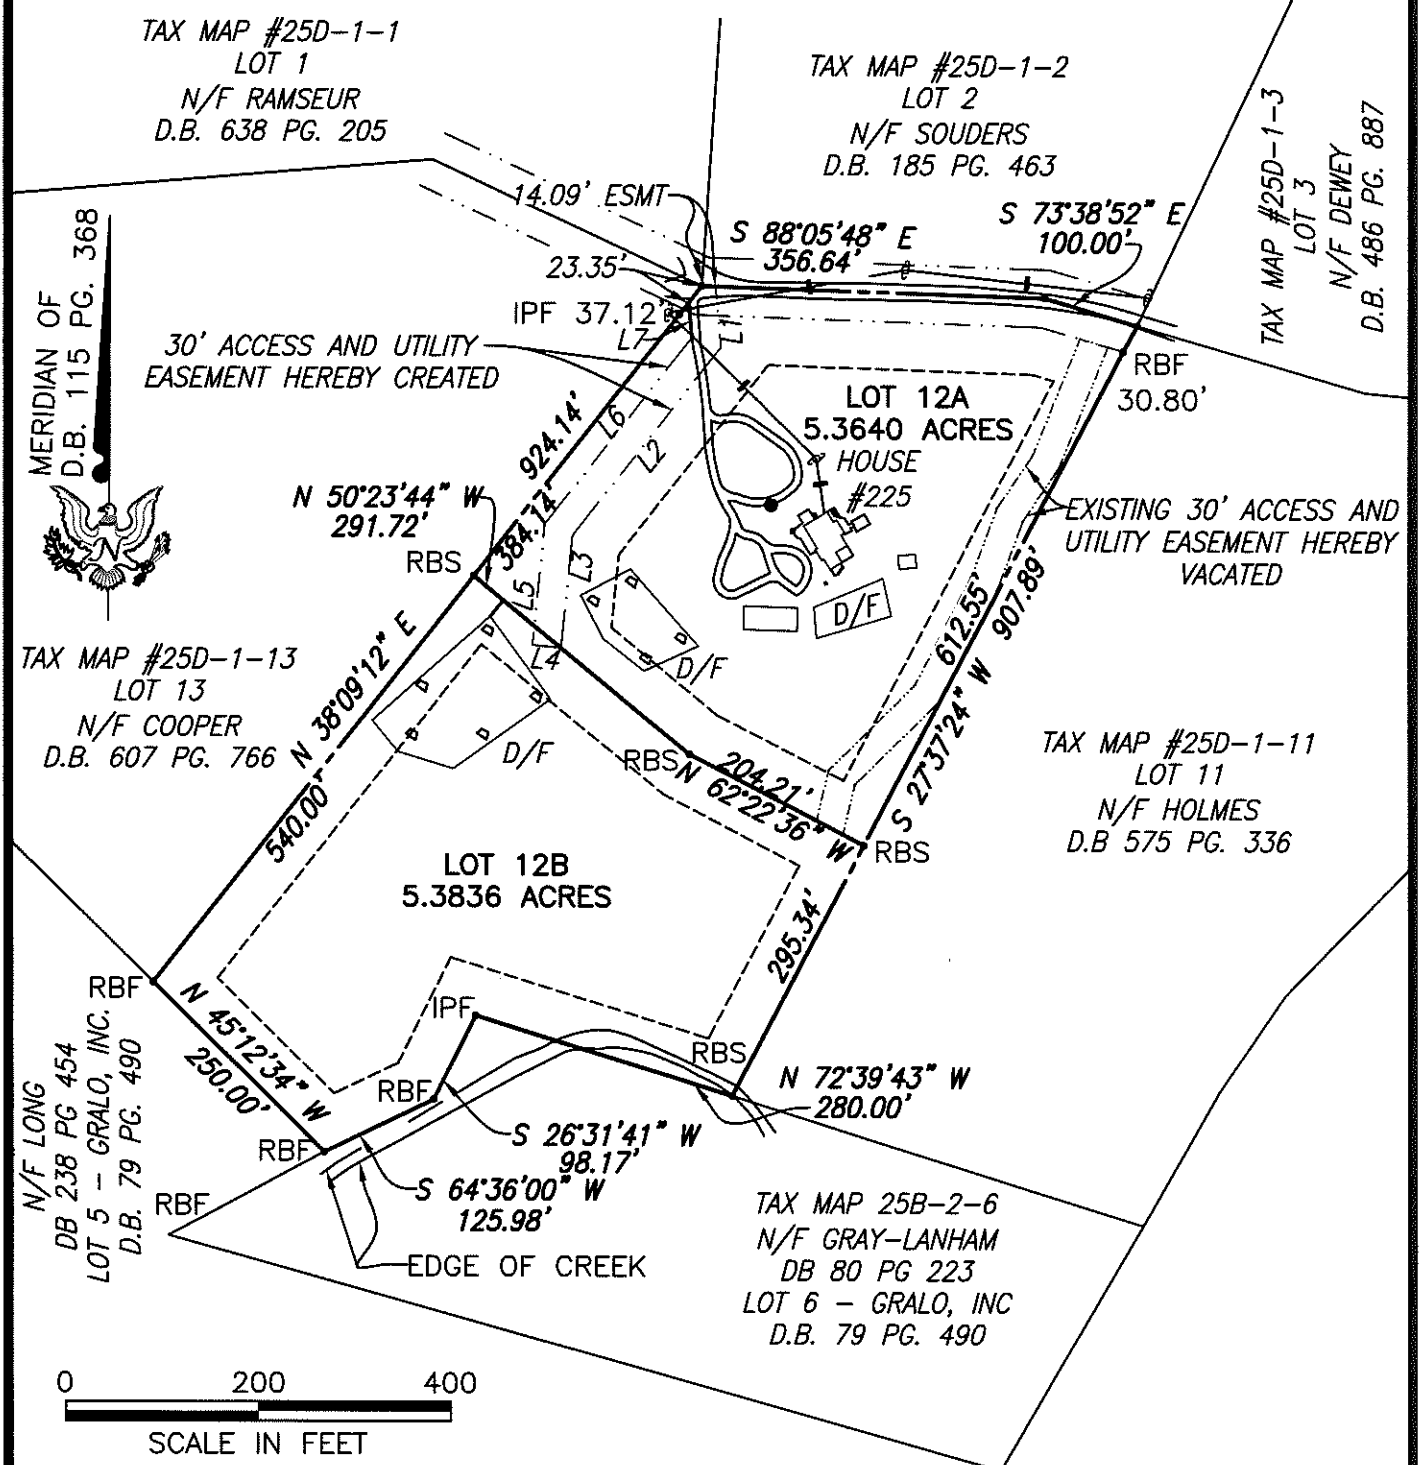 TAX MAP #25D-1-1
LOT 1
N/F RAMSEUR
D.B. 638 PG. 205
TAX MAP #25D-1-2
LOT 2
N/F SOUDERS
D.B. 185 PG. 463
TAX MAP #25D-1-3
LOT 3
N/F DEWEY
D.B. 486 PG. 887
14.09' ESMT
S 88°05'48" E
356.64'
S 73°38'52" E
100.00'
23.35'
IPF 37.12'
L7
L1
MERIDIAN OF
D.B. 115 PG. 368
30' ACCESS AND UTILITY
EASEMENT HEREBY CREATED
RBF
30.80'
LOT 12A
5.3640 ACRES
HOUSE
#225
924.14'
L6
L2
N 50°23'44" W
291.72'
384.14'
RBS
L5
L3
L4
EXISTING 30' ACCESS AND
UTILITY EASEMENT HEREBY
VACATED
D/F
D/F
D/F
612.55'
907.89'
S 27°37'24" W
TAX MAP #25D-1-13
LOT 13
N/F COOPER
D.B. 607 PG. 766
N 38°09'12" E
540.00'
RBS
204.21'
N 62°22'36" W
RBS
TAX MAP #25D-1-11
LOT 11
N/F HOLMES
D.B 575 PG. 336
LOT 12B
5.3836 ACRES
295.34'
RBF
N 45°12'34" W
250.00'
IPF
RBF
RBS
N 72°39'43" W
280.00'
RBF
S 26°31'41" W
98.17'
S 64°36'00" W
125.98'
N/F LONG
DB 238 PG 454
LOT 5 - GRALO, INC.
D.B. 79 PG. 490
RBF
EDGE OF CREEK
TAX MAP 25B-2-6
N/F GRAY-LANHAM
DB 80 PG 223
LOT 6 - GRALO, INC
D.B. 79 PG. 490
0 200 400
SCALE IN FEET